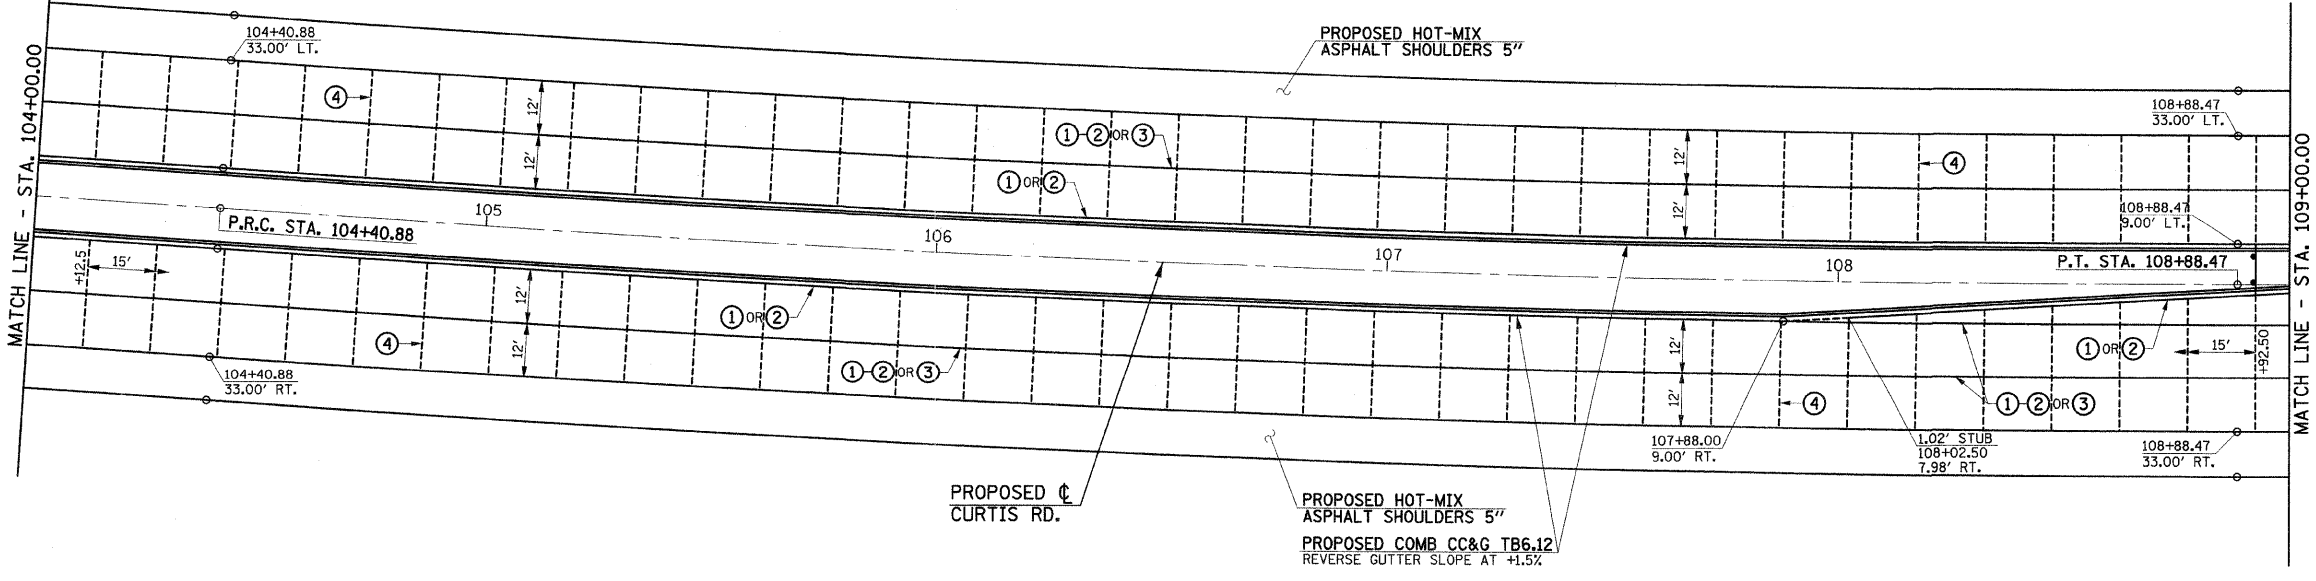 MATCH LINE - STA. 104+00.00
104+40.88
33.00' LT.
PROPOSED HOT-MIX
ASPHALT SHOULDERS 5"
4
12'
12'
1 2 OR 3
1 OR 2
12'
12'
4
108+88.47
33.00' LT.
108+88.47
9.00' LT.
105
106
107
108
P.R.C. STA. 104+40.88
P.T. STA. 108+88.47
+12.5
15'
12'
12'
1 OR 2
4
1 2 OR 3
104+40.88
33.00' RT.
12'
12'
1 OR 2
15'
+92.50
4
1 2 OR 3
107+88.00
9.00' RT.
1.02' STUB
108+02.50
7.98' RT.
108+88.47
33.00' RT.
PROPOSED ℄
CURTIS RD.
PROPOSED HOT-MIX
ASPHALT SHOULDERS 5"
PROPOSED COMB CC&G TB6.12
REVERSE GUTTER SLOPE AT +1.5%
MATCH LINE - STA. 109+00.00